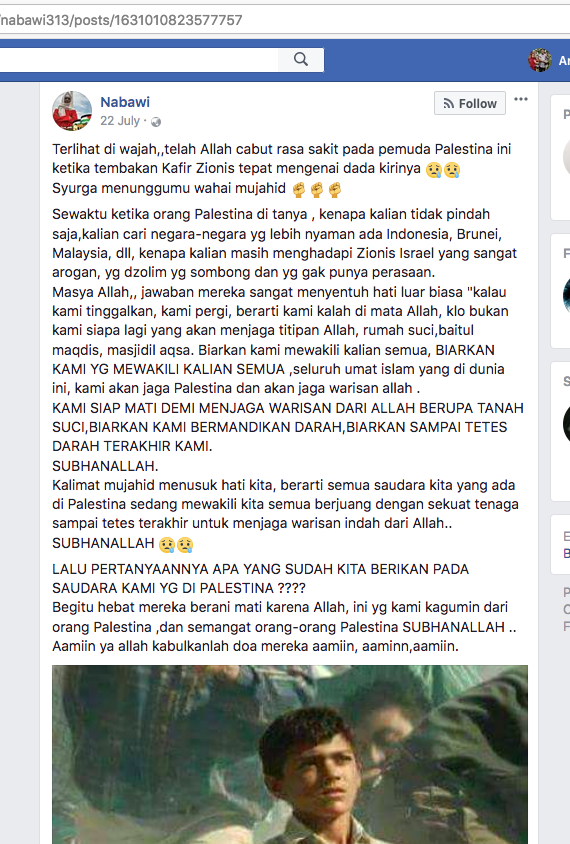 /nabawi313/posts/1631010823577757
Ar
Nabawi
22 July ·
Follow
Terlihat di wajah,,telah Allah cabut rasa sakit pada pemuda Palestina ini
ketika tembakan Kafir Zionis tepat mengenai dada kirinya 😢😢
Syurga menunggumu wahai mujahid ✊✊✊
Sewaktu ketika orang Palestina di tanya , kenapa kalian tidak pindah
saja,kalian cari negara-negara yg lebih nyaman ada Indonesia, Brunei,
Malaysia, dll, kenapa kalian masih menghadapi Zionis Israel yang sangat
arogan, yg dzolim yg sombong dan yg gak punya perasaan.
Masya Allah,, jawaban mereka sangat menyentuh hati luar biasa "kalau
kami tinggalkan, kami pergi, berarti kami kalah di mata Allah, klo bukan
kami siapa lagi yang akan menjaga titipan Allah, rumah suci,baitul
maqdis, masjidil aqsa. Biarkan kami mewakili kalian semua, BIARKAN
KAMI YG MEWAKILI KALIAN SEMUA ,seluruh umat islam yang di dunia
ini, kami akan jaga Palestina dan akan jaga warisan allah .
KAMI SIAP MATI DEMI MENJAGA WARISAN DARI ALLAH BERUPA TANAH
SUCI,BIARKAN KAMI BERMANDIKAN DARAH,BIARKAN SAMPAI TETES
DARAH TERAKHIR KAMI.
SUBHANALLAH.
Kalimat mujahid menusuk hati kita, berarti semua saudara kita yang ada
di Palestina sedang mewakili kita semua berjuang dengan sekuat tenaga
sampai tetes terakhir untuk menjaga warisan indah dari Allah..
SUBHANALLAH 😢😢
LALU PERTANYAANNYA APA YANG SUDAH KITA BERIKAN PADA
SAUDARA KAMI YG DI PALESTINA ????
Begitu hebat mereka berani mati karena Allah, ini yg kami kagumin dari
orang Palestina ,dan semangat orang-orang Palestina SUBHANALLAH ..
Aamiin ya allah kabulkanlah doa mereka aamiin, aaminn,aamiin.